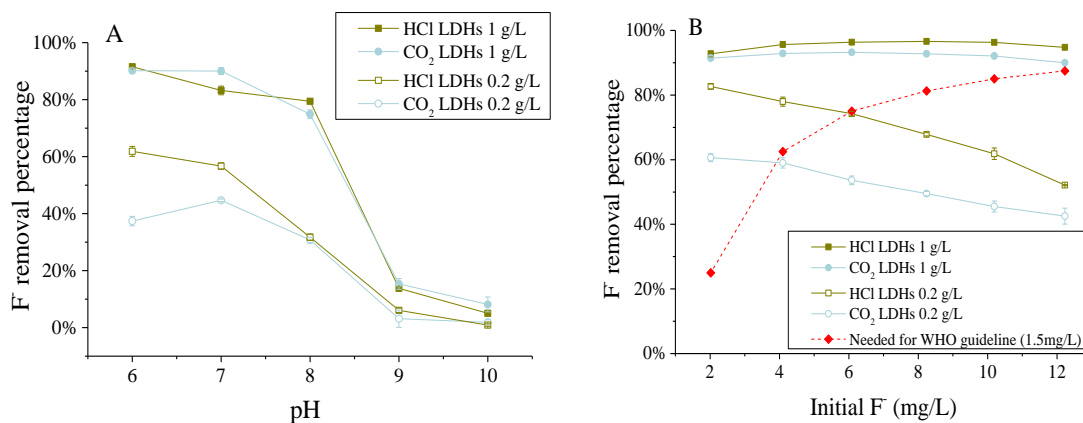 A
HCl LDHs 1 g/L
CO₂ LDHs 1 g/L
HCl LDHs 0.2 g/L
CO₂ LDHs 0.2 g/L
100%
80%
60%
40%
20%
0%
F⁻ removal percentage
6 7 8 9 10
pH
B
100%
80%
60%
40%
20%
0%
F⁻ removal percentage
HCl LDHs 1 g/L
CO₂ LDHs 1 g/L
HCl LDHs 0.2 g/L
CO₂ LDHs 0.2 g/L
Needed for WHO guideline (1.5mg/L)
2 4 6 8 10 12
Initial F⁻ (mg/L)